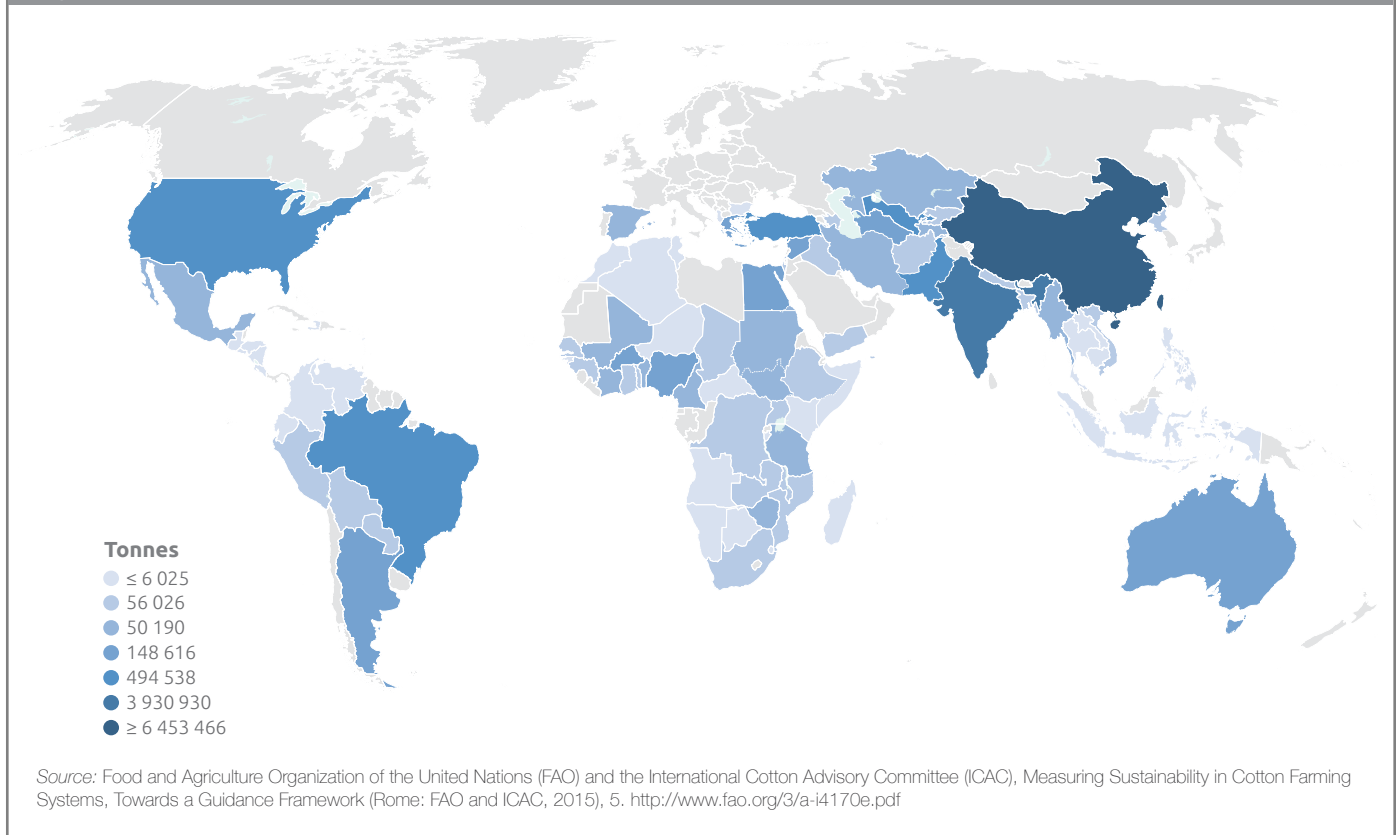 Tonnes
≤ 6 025
56 026
50 190
148 616
494 538
3 930 930
≥ 6 453 466
Source: Food and Agriculture Organization of the United Nations (FAO) and the International Cotton Advisory Committee (ICAC), Measuring Sustainability in Cotton Farming
Systems, Towards a Guidance Framework (Rome: FAO and ICAC, 2015), 5. http://www.fao.org/3/a-i4170e.pdf